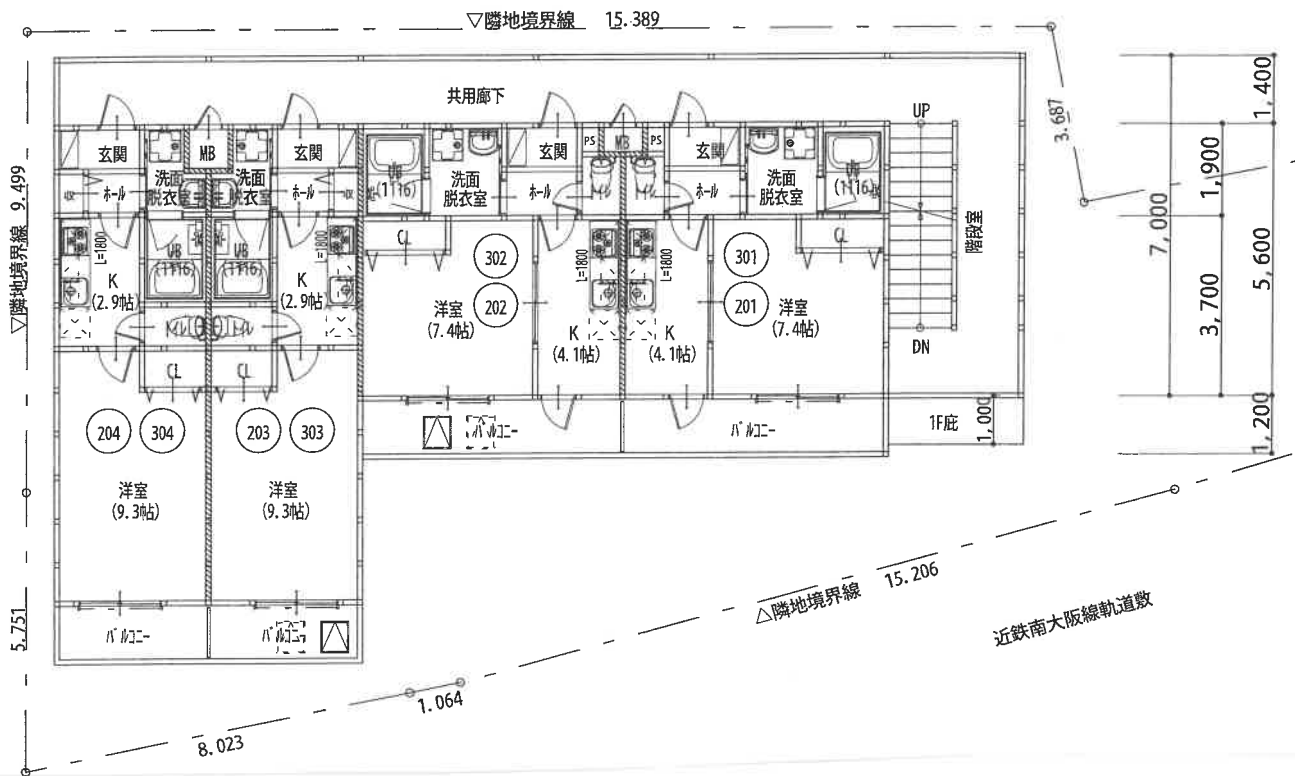 ▽隣地境界線 15.389
共用廊下
UP
3.687
1,400
1,900
7,000
5,600
3,700
1,200
▽隣地境界線 9.499
玄関
MB
玄関
玄関
PS
MB
PS
玄関
洗面
脱衣室
洗面
脱衣室
UB
(1116)
洗面
脱衣室
洗面
脱衣室
UB
(1116)
収
ホール
ホール
収
ホール
ホール
階段室
L=1800
UB
(1116)
UB
(1116)
L=1800
CL
CL
K
(2.9帖)
K
(2.9帖)
302
202
L=1800
L=1800
301
201
洋室
(7.4帖)
K
(4.1帖)
K
(4.1帖)
洋室
(7.4帖)
DN
CL
CL
204
304
203
303
バルコニー
バルコニー
1F庇
1,000
洋室
(9.3帖)
洋室
(9.3帖)
バルコニー
バルコニー
5.751
△隣地境界線 15.206
近鉄南大阪線軌道敷
1.064
8.023